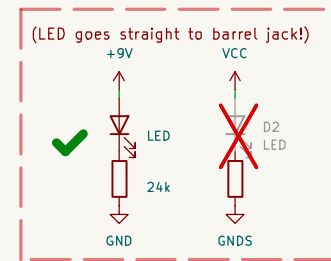 (LED goes straight to barrel jack!)
+9V VCC
D2
LED LED
24k
GND GNDS